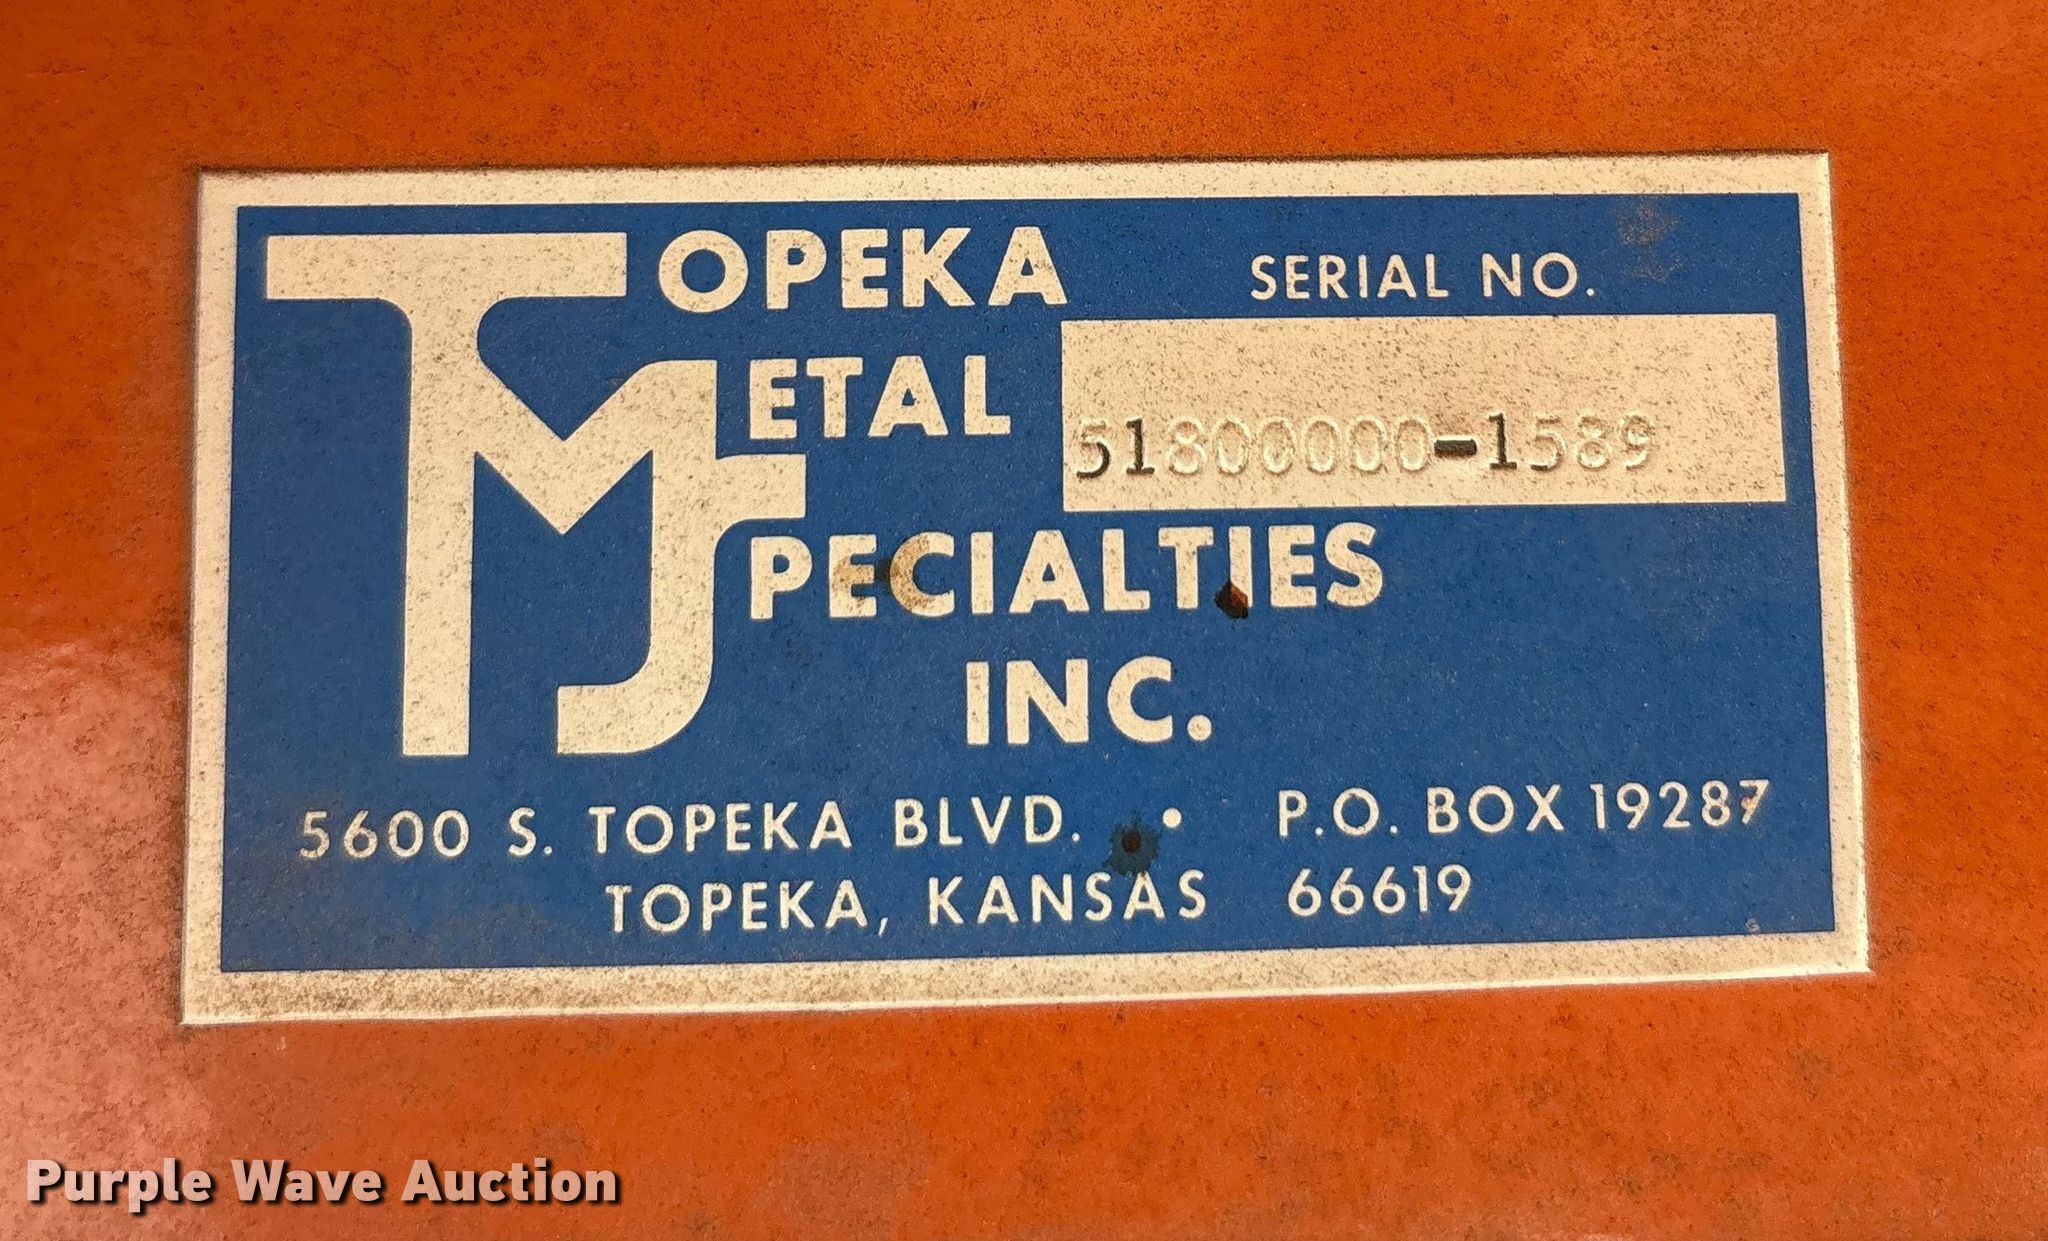 TOPEKA
METAL
SPECIALTIES
INC.
SERIAL NO.
51800000-1589
5600 S. TOPEKA BLVD. • P.O. BOX 19287
TOPEKA, KANSAS 66619
G
Purple Wave Auction